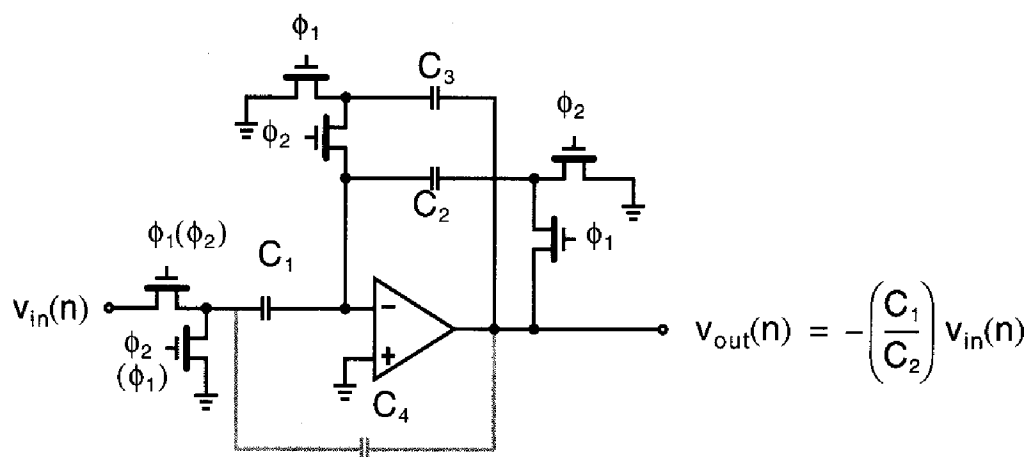 ϕ1
C3
ϕ2
ϕ2
C2
ϕ1
ϕ1(ϕ2)
C1
vin(n)
−
vout(n) = −(C1/C2) vin(n)
ϕ2
(ϕ1)
+
C4